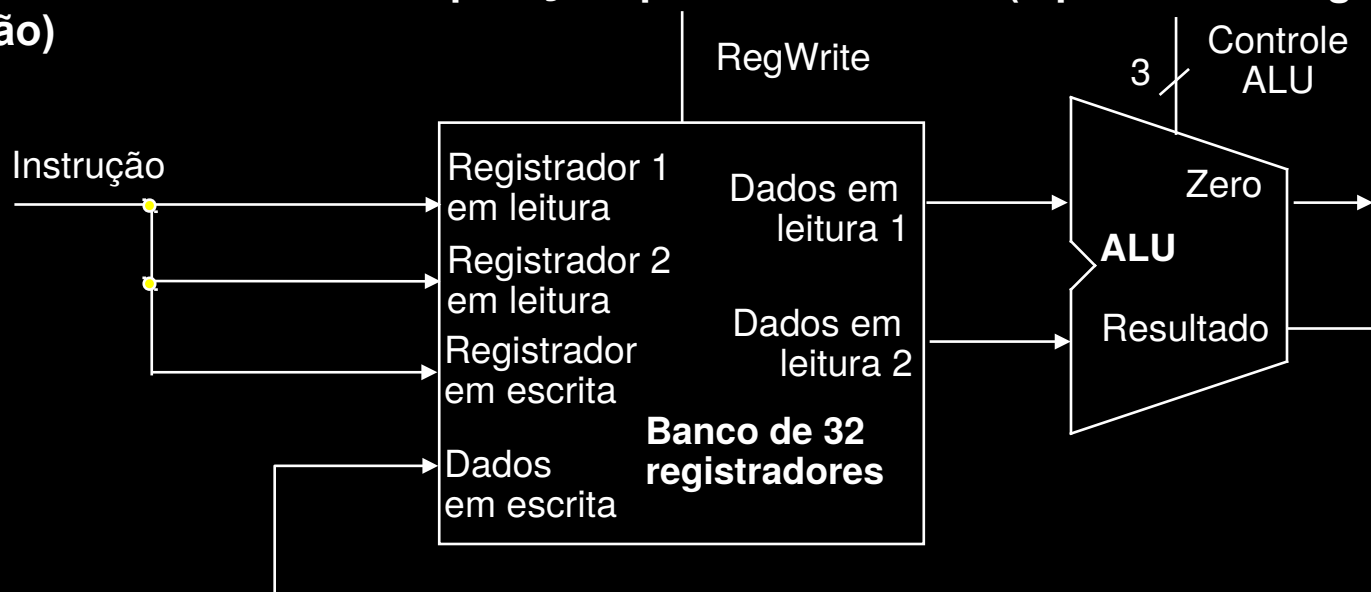 ão)
RegWrite
Controle
ALU
3
Instrução
Registrador 1
em leitura
Registrador 2
em leitura
Registrador
em escrita
Dados
em escrita
Dados em
leitura 1
Dados em
leitura 2
Banco de 32
registradores
Zero
ALU
Resultado